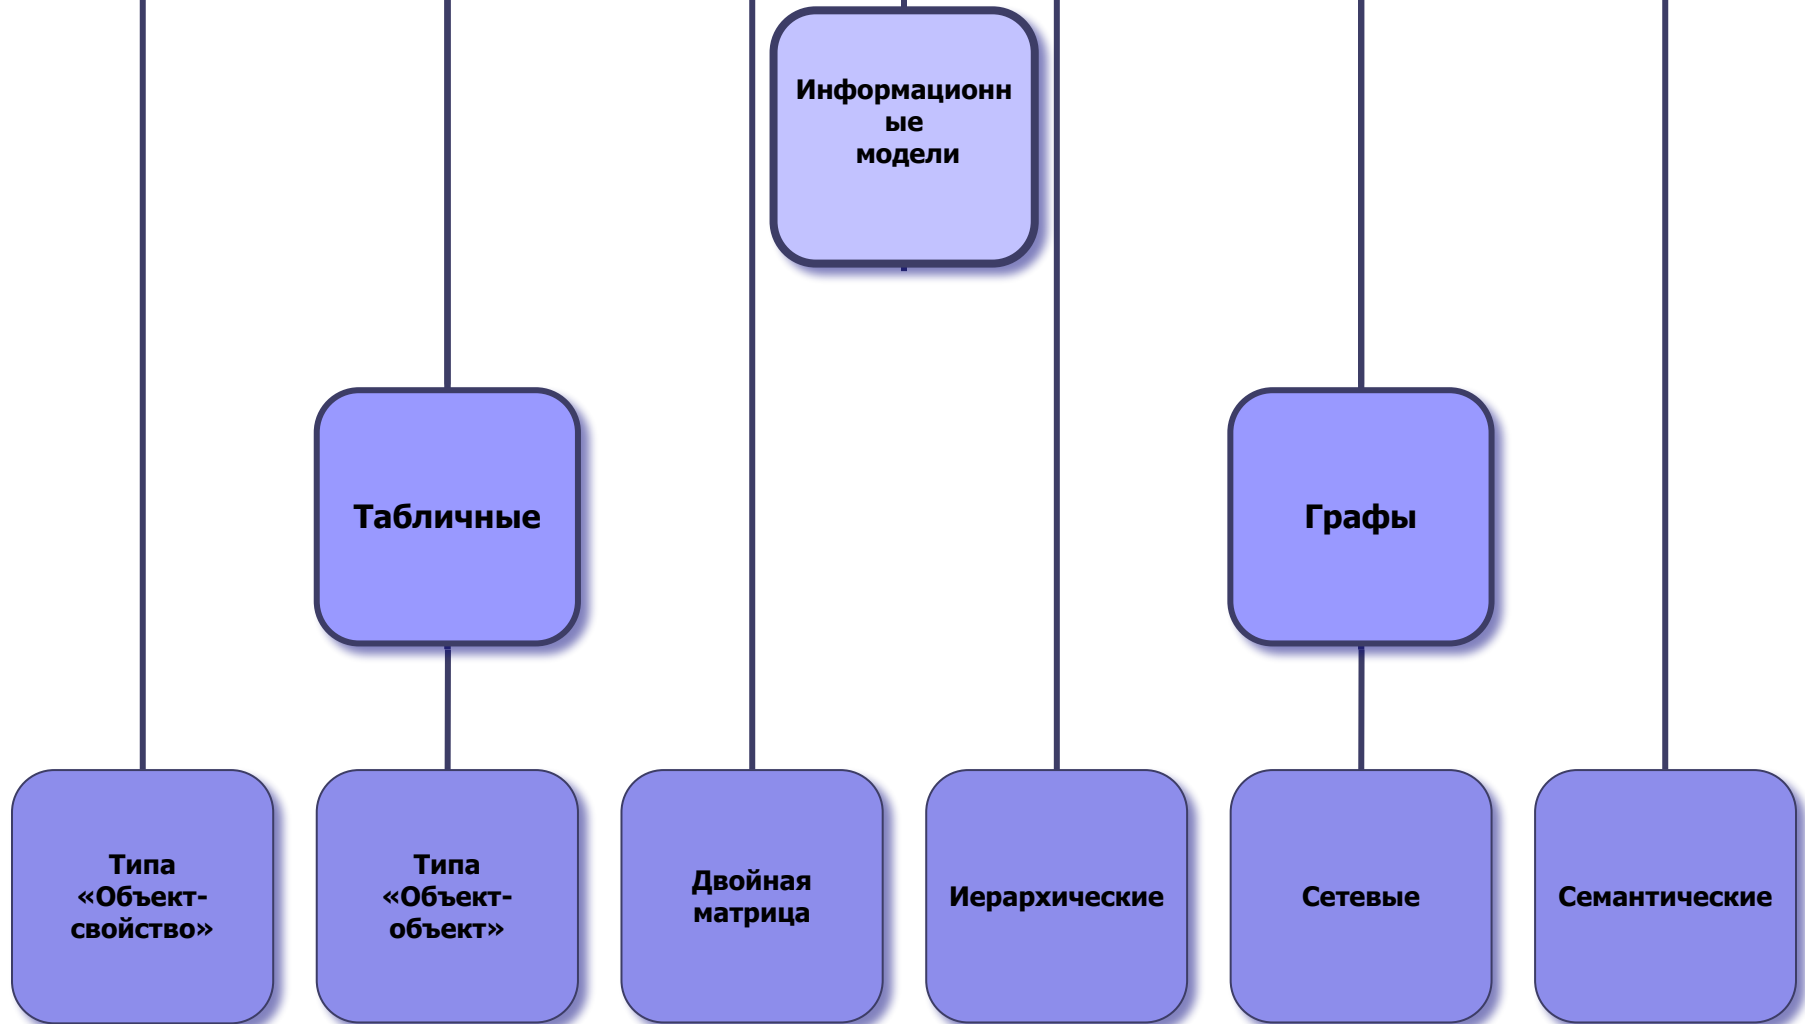 Информационн
ые
модели
Табличные
Графы
Типа
«Объект-
свойство»
Типа
«Объект-
объект»
Двойная
матрица
Иерархические
Сетевые
Семантические